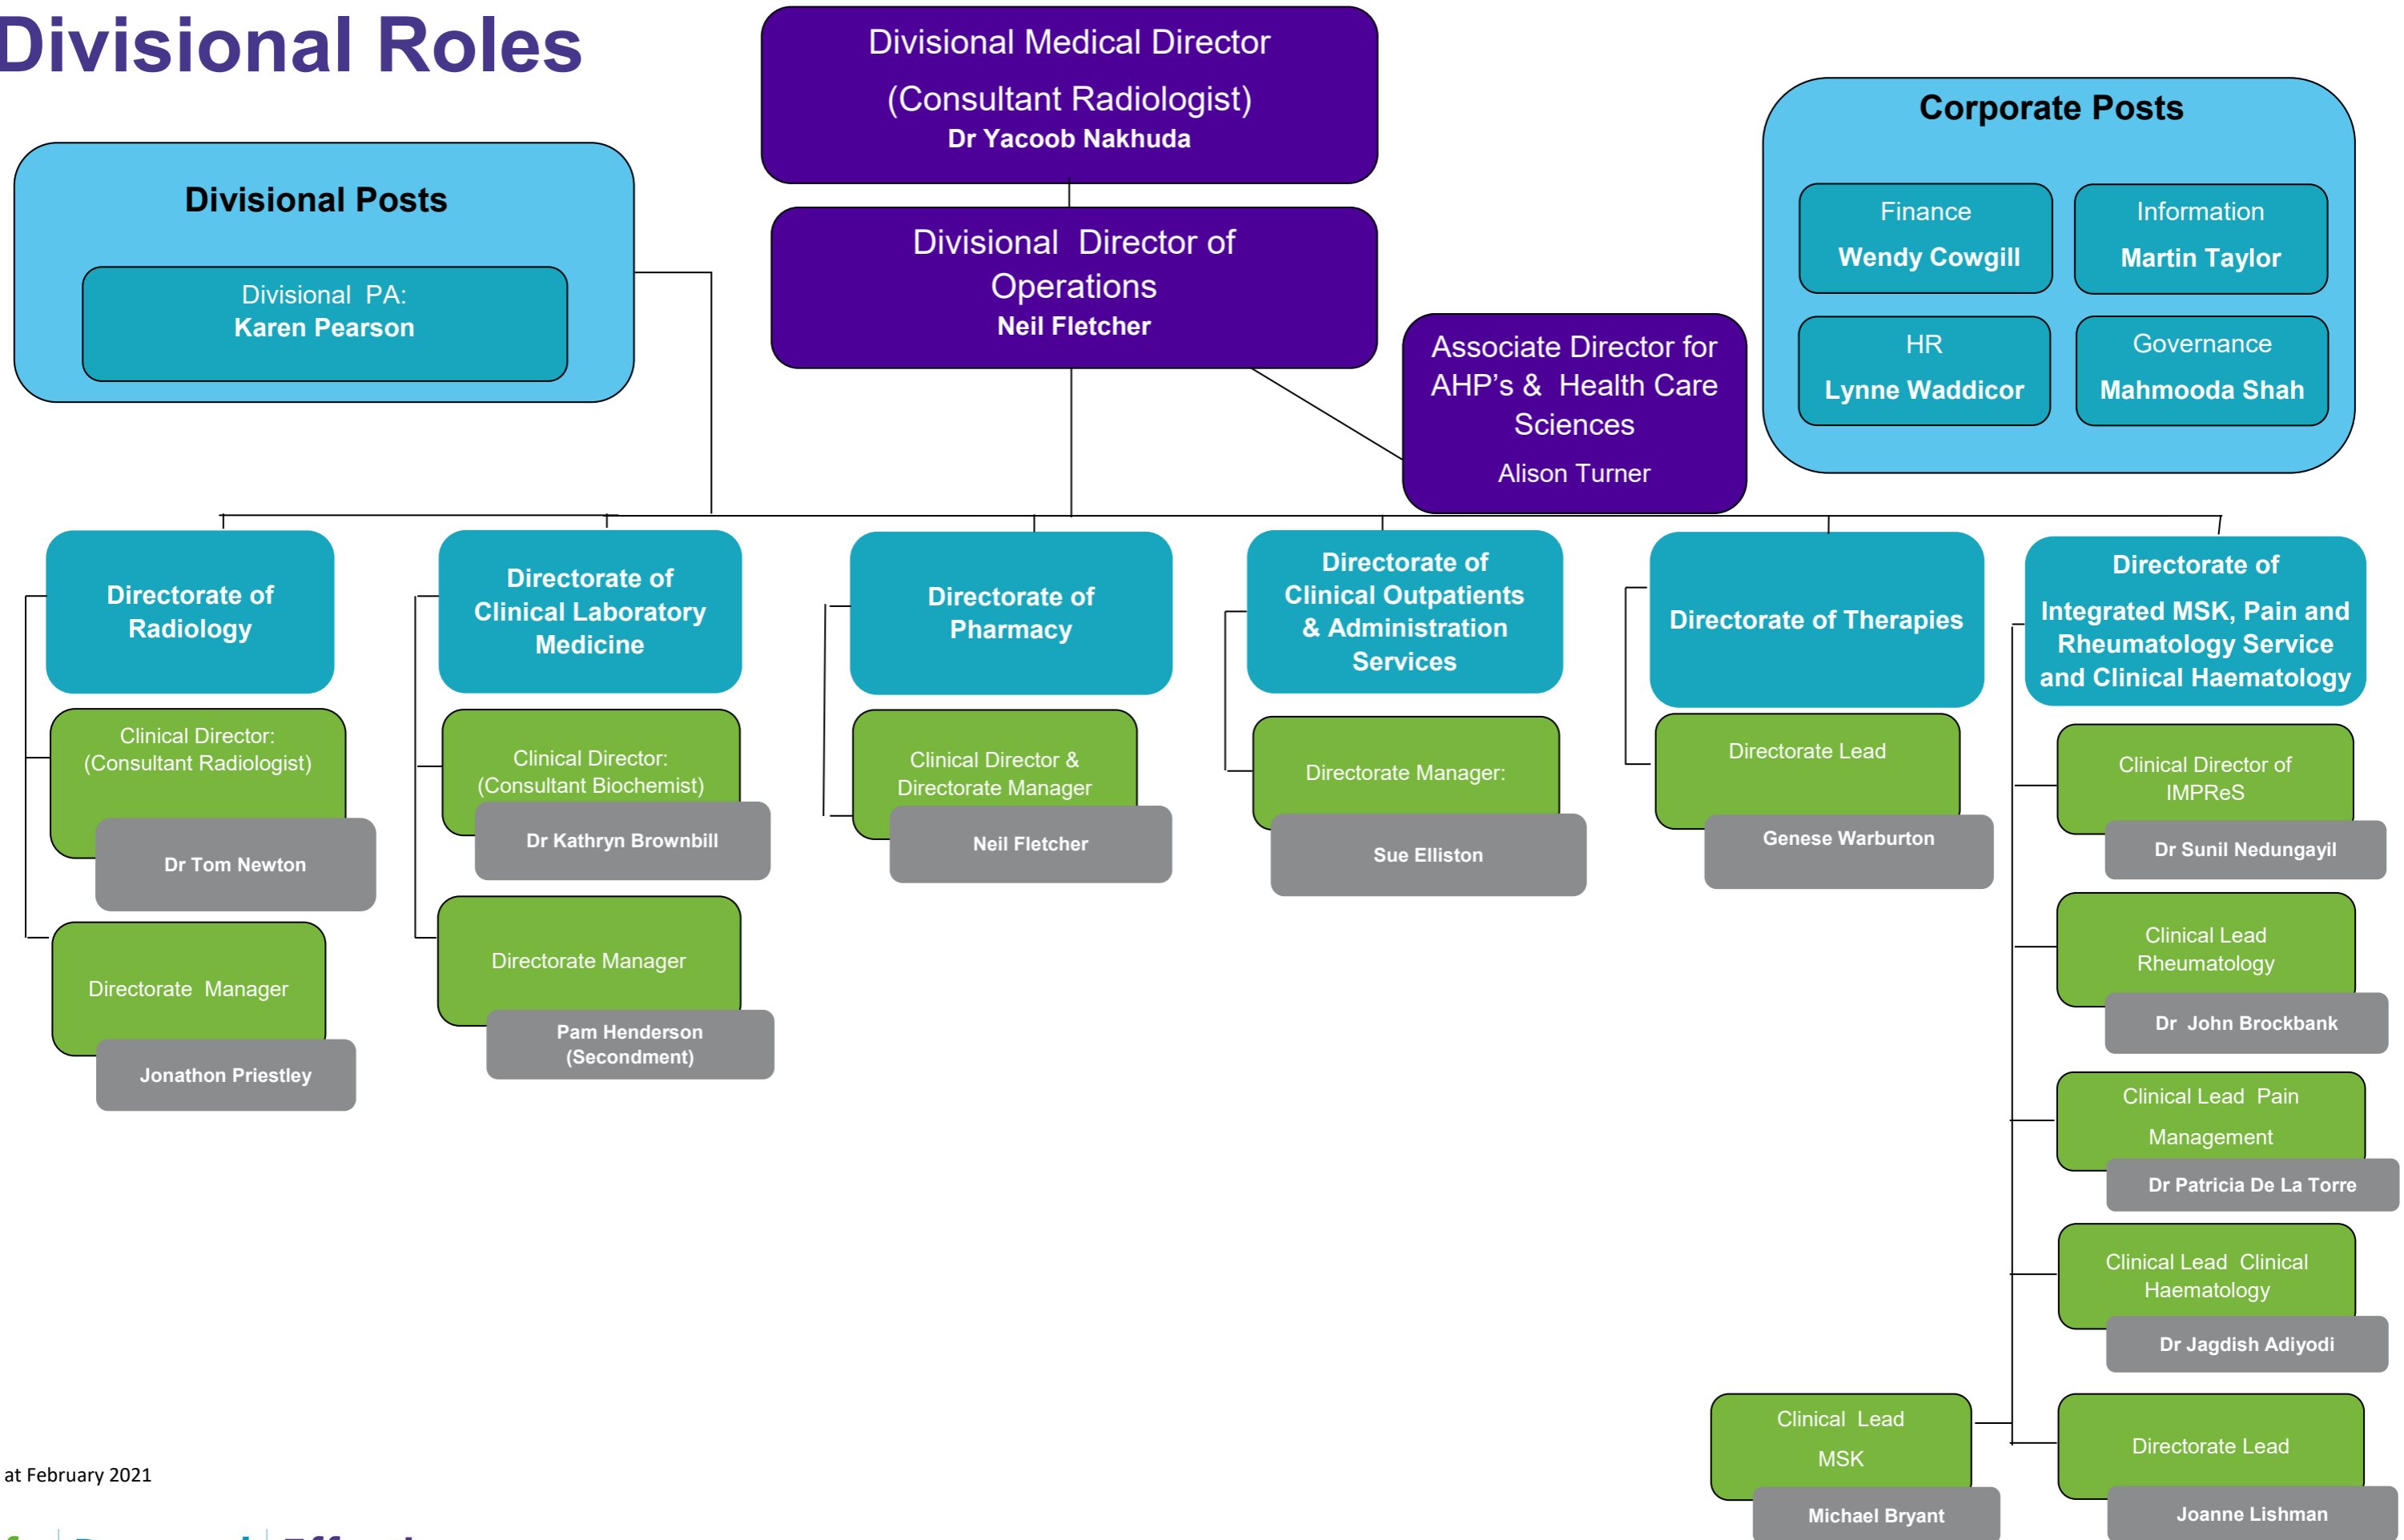 Divisional Roles
Divisional Medical Director
(Consultant Radiologist)
Dr Yacoob Nakhuda
Divisional Director of
Operations
Neil Fletcher
Associate Director for
AHP's & Health Care
Sciences
Alison Turner
Divisional Posts
Divisional PA:
Karen Pearson
Corporate Posts
Finance
Wendy Cowgill
Information
Martin Taylor
HR
Lynne Waddicor
Governance
Mahmooda Shah
Directorate of
Radiology
Clinical Director:
(Consultant Radiologist)
Dr Tom Newton
Directorate Manager
Jonathon Priestley
Directorate of
Clinical Laboratory
Medicine
Clinical Director:
(Consultant Biochemist)
Dr Kathryn Brownbill
Directorate Manager
Pam Henderson
(Secondment)
Directorate of
Pharmacy
Clinical Director &
Directorate Manager
Neil Fletcher
Directorate of
Clinical Outpatients
& Administration
Services
Directorate Manager:
Sue Elliston
Directorate of Therapies
Directorate Lead
Genese Warburton
Directorate of
Integrated MSK, Pain and
Rheumatology Service
and Clinical Haematology
Clinical Director of
IMPReS
Dr Sunil Nedungayil
Clinical Lead
Rheumatology
Dr John Brockbank
Clinical Lead Pain
Management
Dr Patricia De La Torre
Clinical Lead Clinical
Haematology
Dr Jagdish Adiyodi
Clinical Lead
MSK
Michael Bryant
Directorate Lead
Joanne Lishman
at February 2021